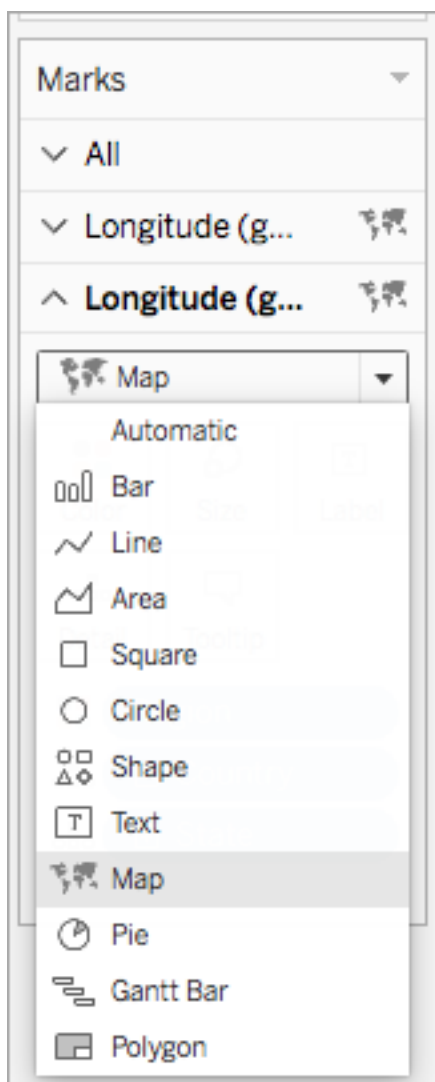 Marks
All
Longitude (g...
Longitude (g...
Map
Automatic
Bar
Line
Area
Square
Circle
Shape
Text
Map
Pie
Gantt Bar
Polygon